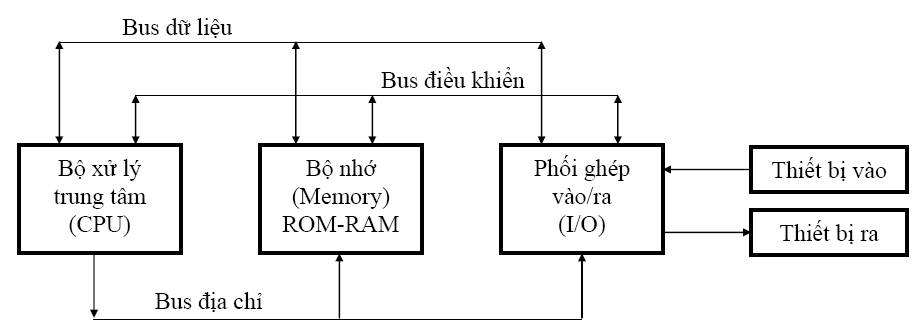 Bus dữ liệu
Bus điều khiển
Bộ xử lý
trung tâm
(CPU)
Bộ nhớ
(Memory)
ROM-RAM
Phối ghép
vào/ra
(I/O)
Thiết bị vào
Thiết bị ra
Bus địa chỉ